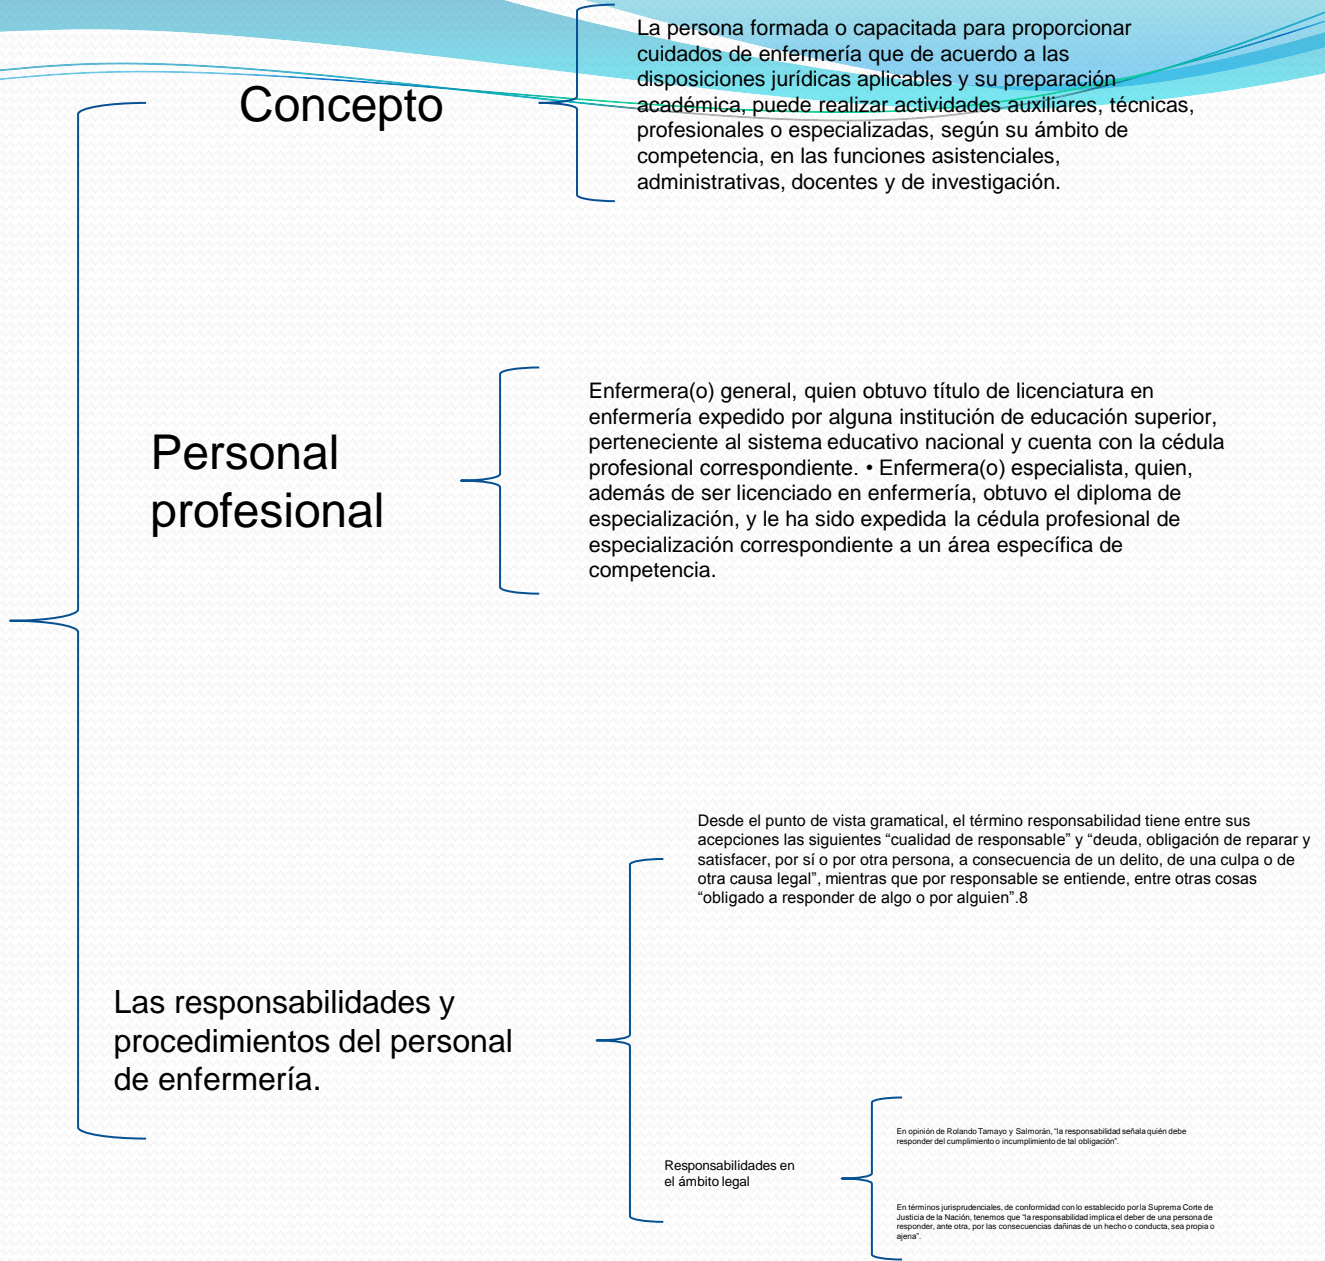 La persona formada o capacitada para proporcionar
cuidados de enfermería que de acuerdo a las
disposiciones jurídicas aplicables y su preparación
académica, puede realizar actividades auxiliares, técnicas,
profesionales o especializadas, según su ámbito de
competencia, en las funciones asistenciales,
administrativas, docentes y de investigación.
Concepto
Personal
profesional
Enfermera(o) general, quien obtuvo título de licenciatura en
enfermería expedido por alguna institución de educación superior,
perteneciente al sistema educativo nacional y cuenta con la cédula
profesional correspondiente. • Enfermera(o) especialista, quien,
además de ser licenciado en enfermería, obtuvo el diploma de
especialización, y le ha sido expedida la cédula profesional de
especialización correspondiente a un área específica de
competencia.
Las responsabilidades y
procedimientos del personal
de enfermería.
Desde el punto de vista gramatical, el término responsabilidad tiene entre sus
acepciones las siguientes “cualidad de responsable” y “deuda, obligación de reparar y
satisfacer, por sí o por otra persona, a consecuencia de un delito, de una culpa o de
otra causa legal”, mientras que por responsable se entiende, entre otras cosas
“obligado a responder de algo o por alguien”.8
Responsabilidades en
el ámbito legal
En opinión de Rolando Tamayo y Salmorán, “la responsabilidad señala quién debe
responder del cumplimiento o incumplimiento de tal obligación”.
En términos jurisprudenciales, de conformidad con lo establecido por la Suprema Corte de
Justicia de la Nación, tenemos que “la responsabilidad implica el deber de una persona de
responder, ante otra, por las consecuencias dañinas de un hecho o conducta, sea propia o
ajena”.